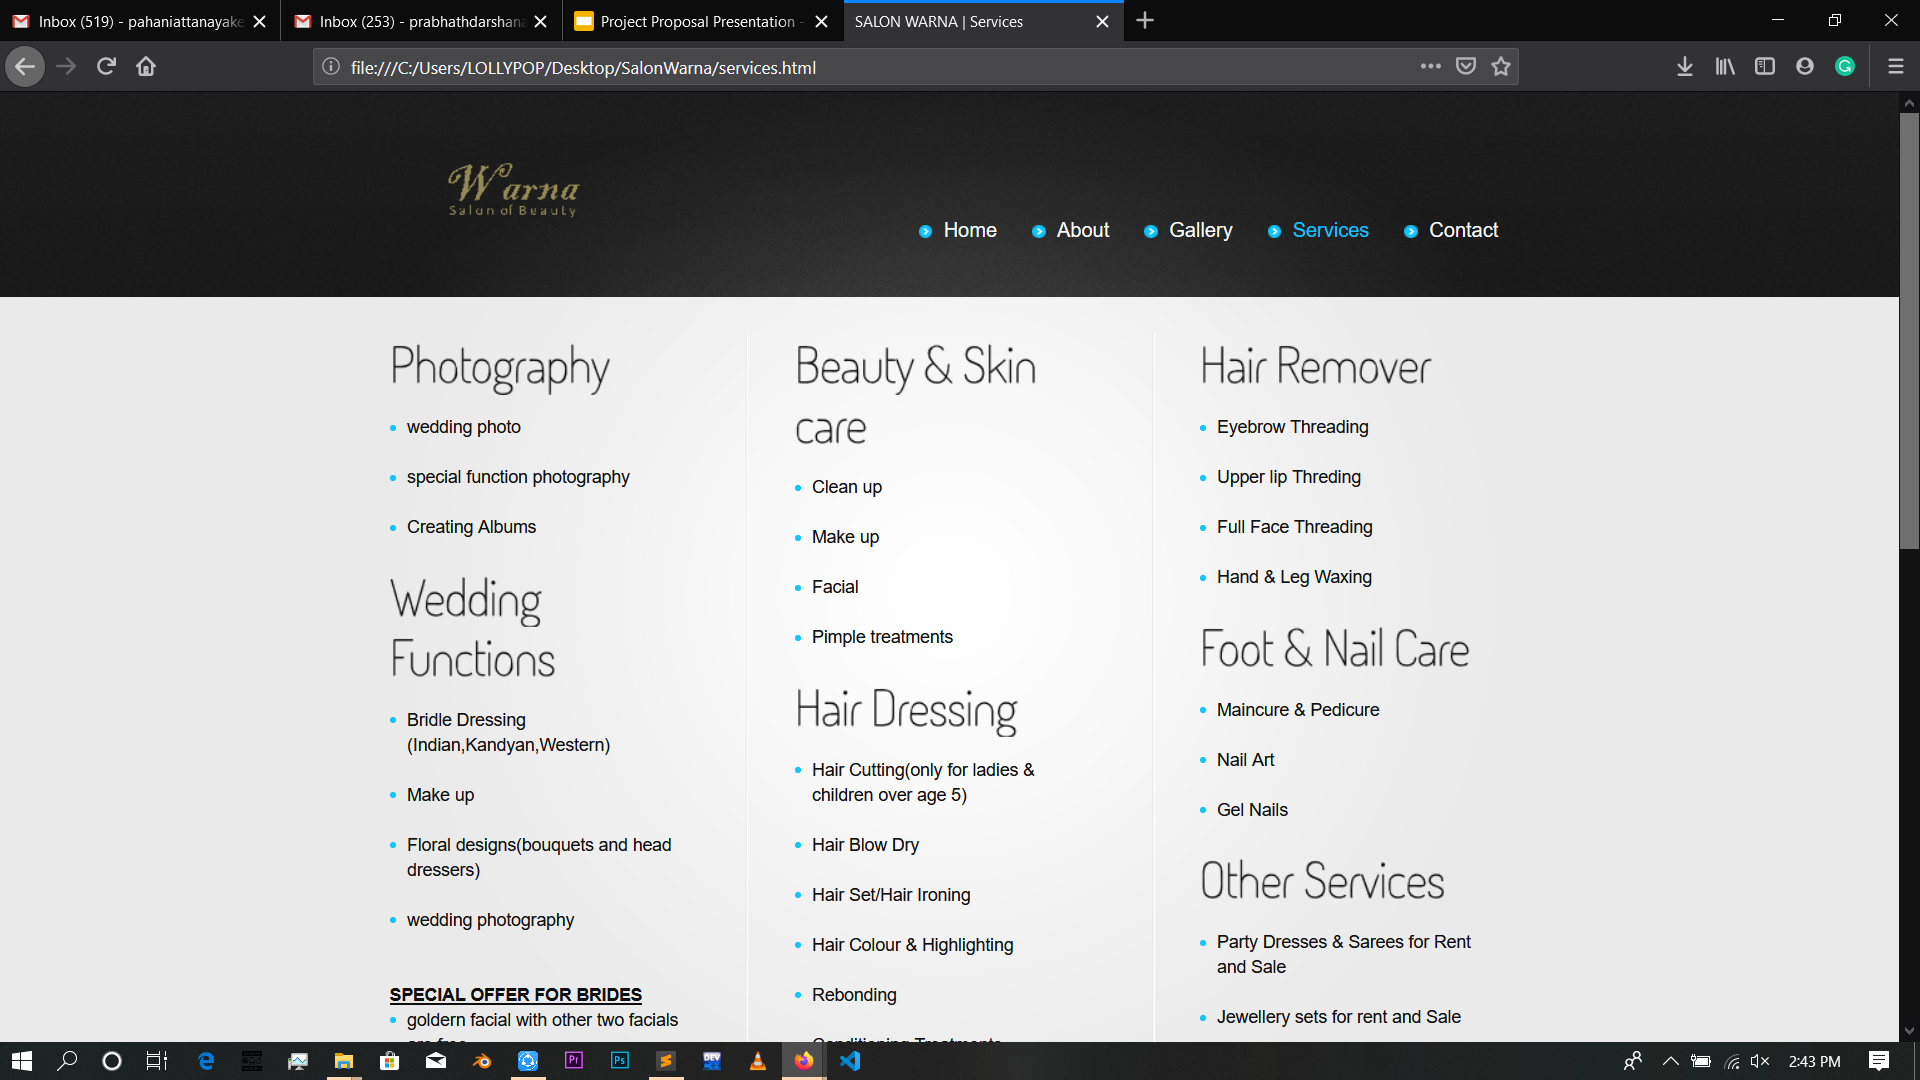 Inbox (519) - pahaniattanayake
Inbox (253) - prabhathdarshana
Project Proposal Presentation -
SALON WARNA | Services
file:///C:/Users/LOLLYPOP/Desktop/SalonWarna/services.html
Warna
Salon of Beauty
Home
About
Gallery
Services
Contact
Photography
wedding photo
special function photography
Creating Albums
Wedding
Functions
Bridle Dressing
(Indian,Kandyan,Western)
Make up
Floral designs(bouquets and head
dressers)
wedding photography
SPECIAL OFFER FOR BRIDES
goldern facial with other two facials
are free
Beauty & Skin
care
Clean up
Make up
Facial
Pimple treatments
Hair Dressing
Hair Cutting(only for ladies &
children over age 5)
Hair Blow Dry
Hair Set/Hair Ironing
Hair Colour & Highlighting
Rebonding
Conditioning Treatments
Hair Remover
Eyebrow Threading
Upper lip Threding
Full Face Threading
Hand & Leg Waxing
Foot & Nail Care
Maincure & Pedicure
Nail Art
Gel Nails
Other Services
Party Dresses & Sarees for Rent
and Sale
Jewellery sets for rent and Sale
Pr
Ps
DEV
2:43 PM